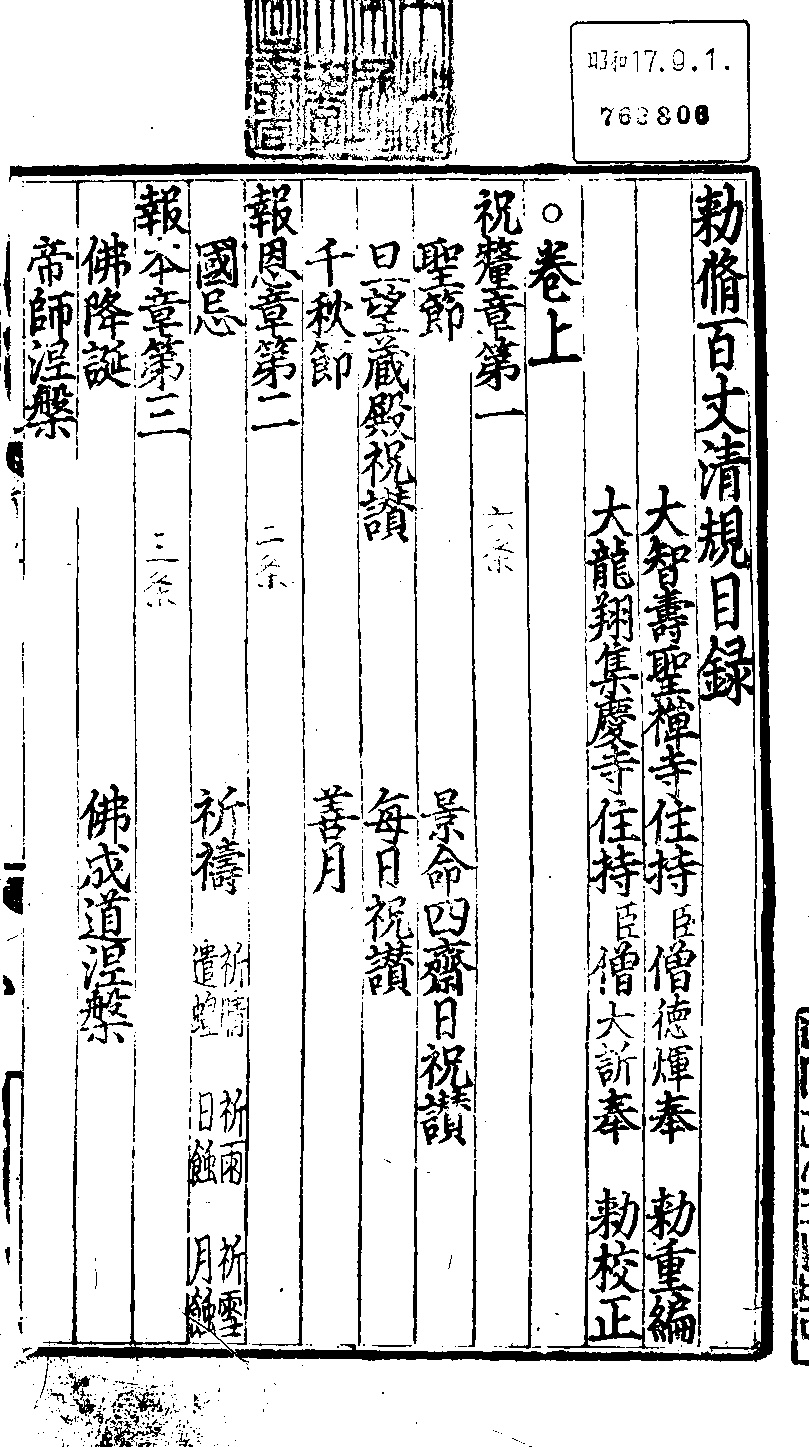 昭和17.9.1.
763806
勅脩百丈清規目録
大智壽聖禪寺住持臣僧德煇奉　勅重編
大龍翔集慶寺住持臣僧大訢奉　勅校正
○卷上
祝釐章第一　六条
聖節　景命四齋日祝讃
旦望藏殿祝讃　每日祝讃
千秋節　善月
報恩章第二　二条
國忌　祈禱　祈晴　祈雨　祈雪　遣蝗　日蝕　月蝕
報本章第三　三条
佛降誕　佛成道涅槃
帝師涅槃